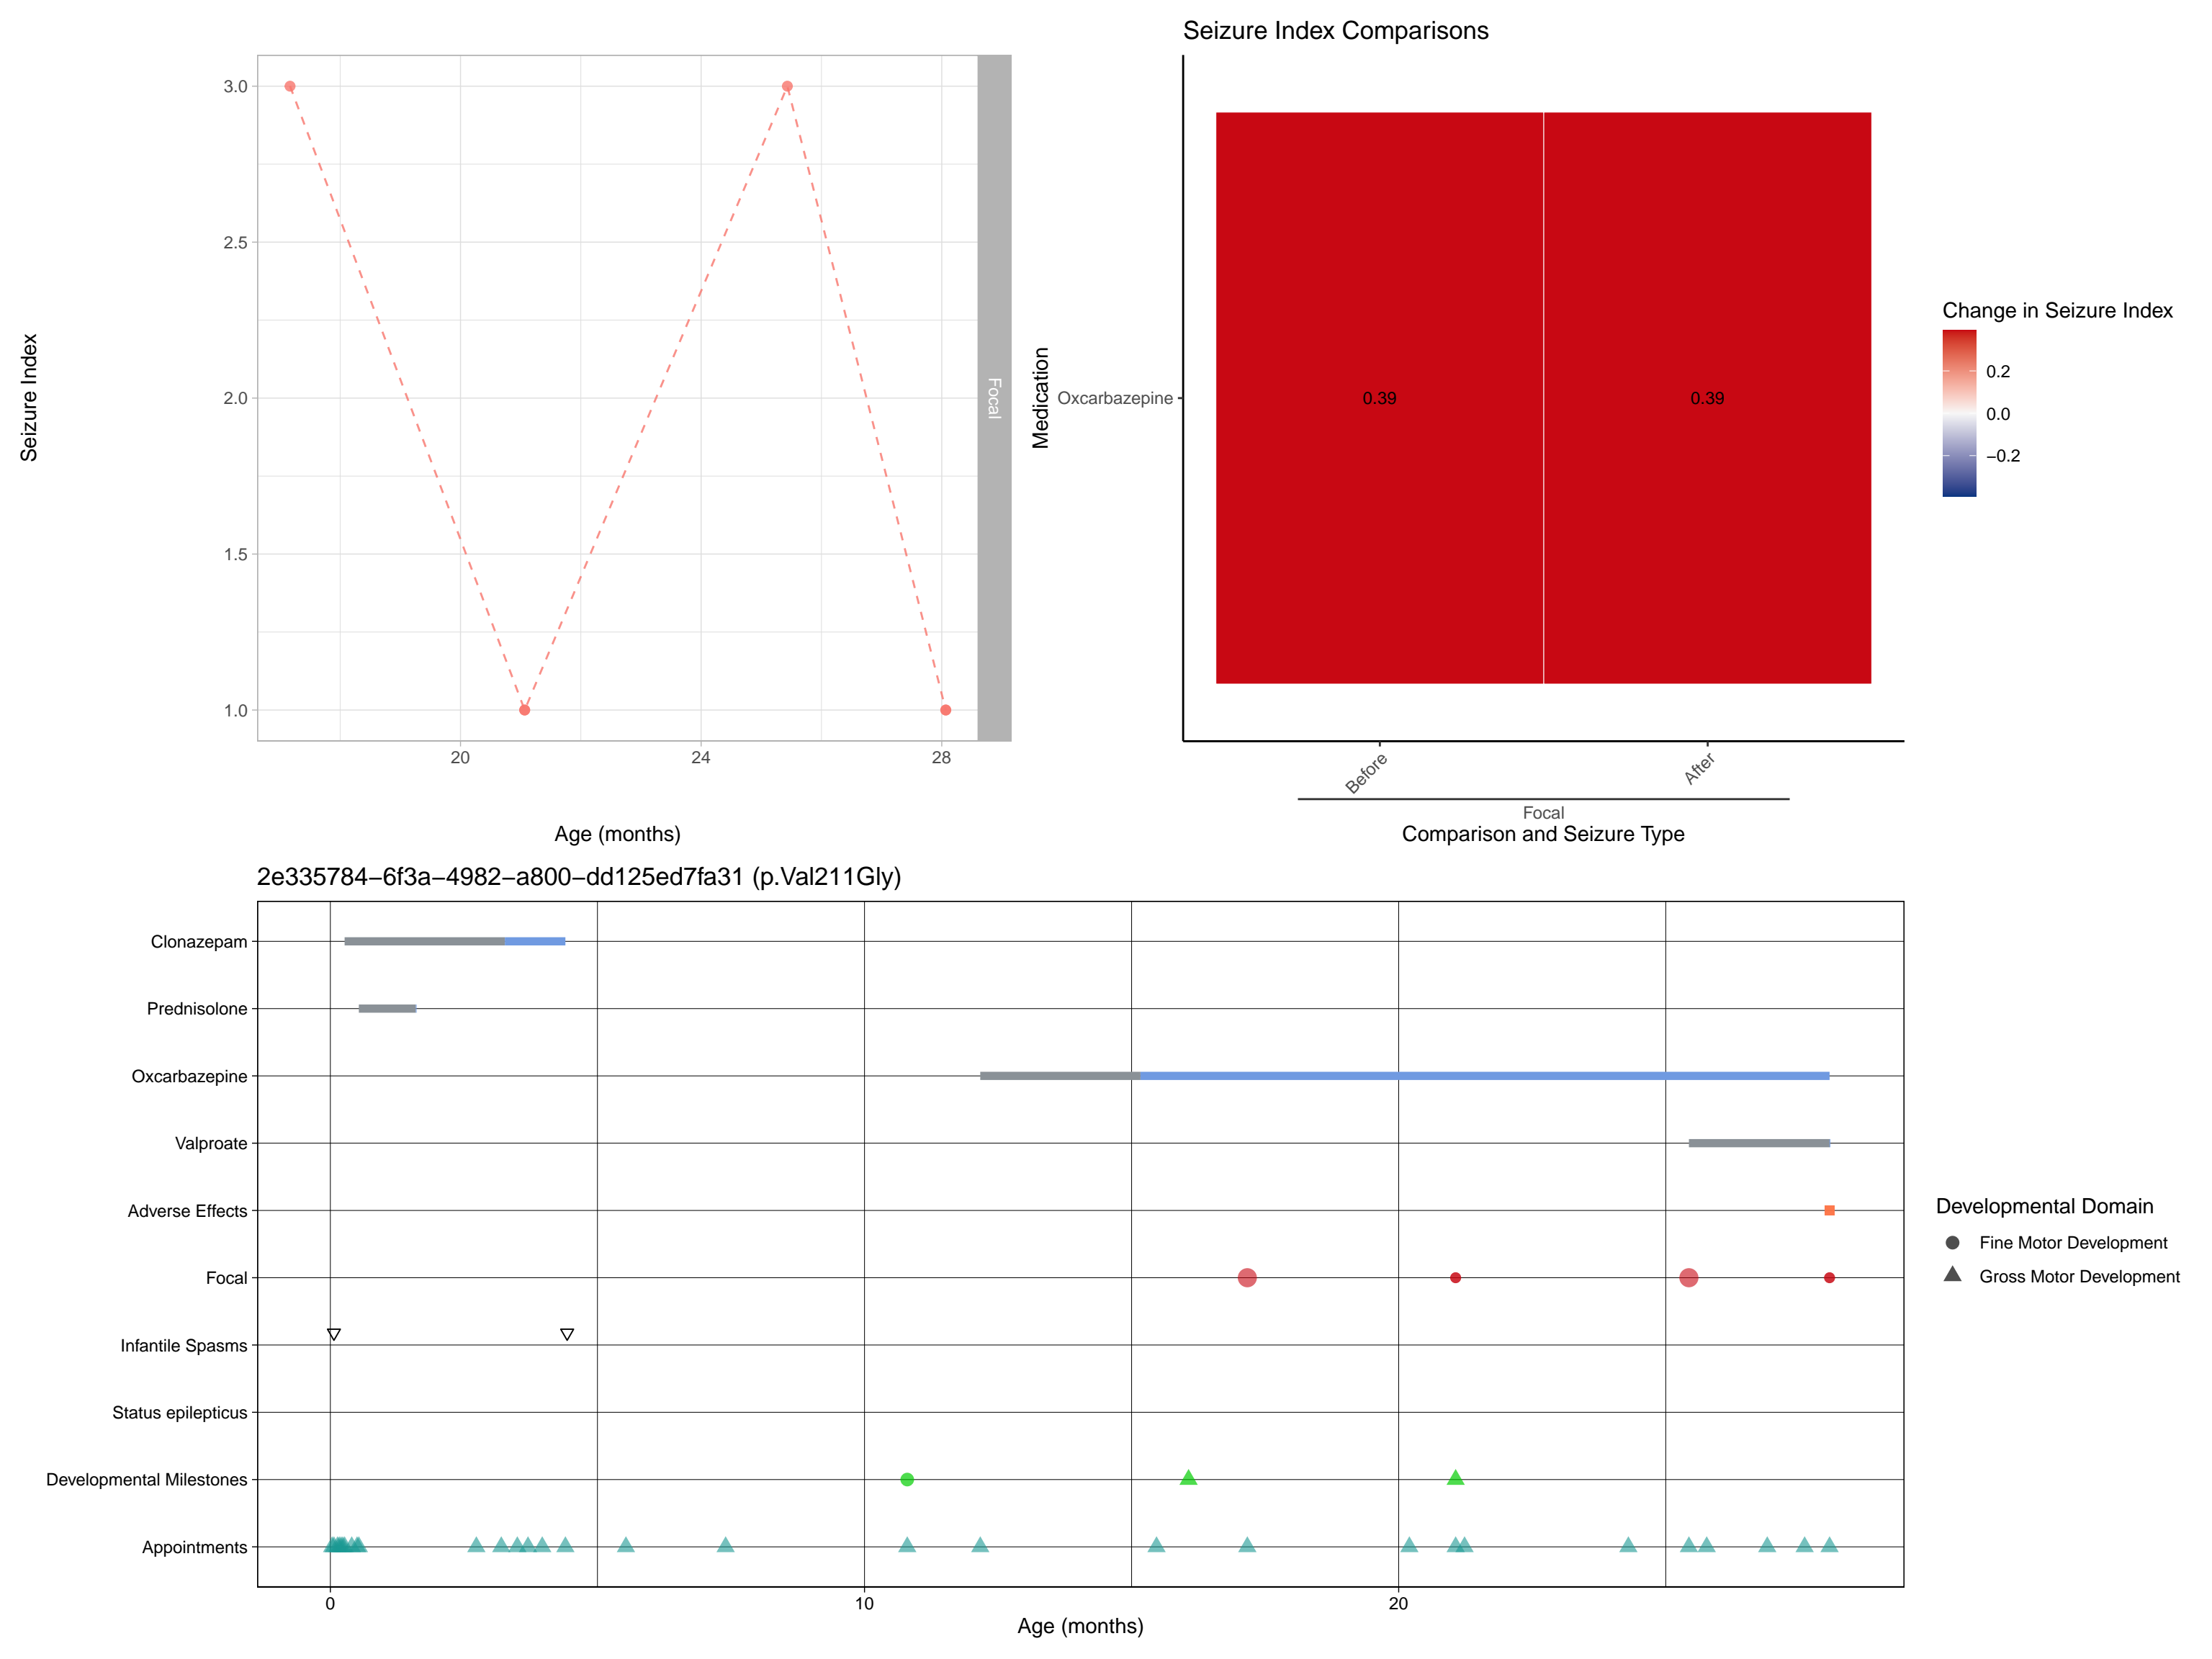 Seizure Index Comparisons
3.0
2.5
2.0
1.5
1.0
Seizure Index
Focal
20
24
28
Age (months)
Medication
Oxcarbazepine
0.39
0.39
Before
After
Focal
Comparison and Seizure Type
Change in Seizure Index
0.2
0.0
−0.2
2e335784−6f3a−4982−a800−dd125ed7fa31 (p.Val211Gly)
Clonazepam
Prednisolone
Oxcarbazepine
Valproate
Adverse Effects
Focal
Infantile Spasms
Status epilepticus
Developmental Milestones
Appointments
0
10
20
Age (months)
Developmental Domain
Fine Motor Development
Gross Motor Development